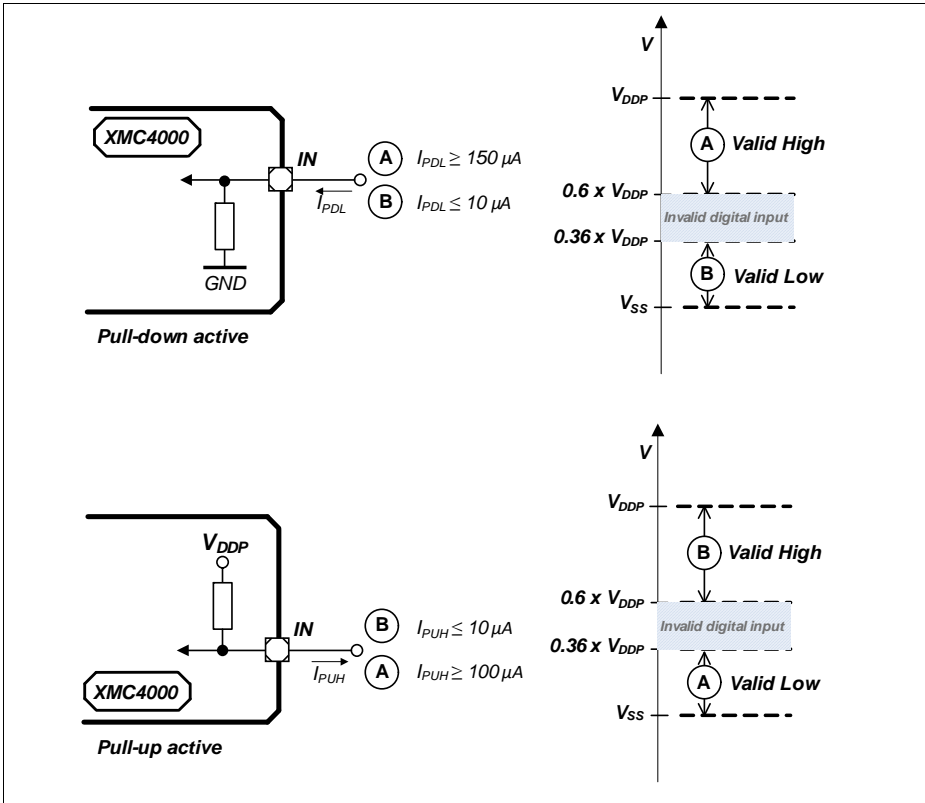 XMC4000
IN
I_PDL
A I_PDL ≥ 150 μA
B I_PDL ≤ 10 μA
GND
Pull-down active
V
V_DDP
A Valid High
0.6 x V_DDP
Invalid digital input
0.36 x V_DDP
B Valid Low
V_SS
V_DDP
IN
I_PUH
B I_PUH ≤ 10 μA
A I_PUH ≥ 100 μA
XMC4000
Pull-up active
V
V_DDP
B Valid High
0.6 x V_DDP
Invalid digital input
0.36 x V_DDP
A Valid Low
V_SS